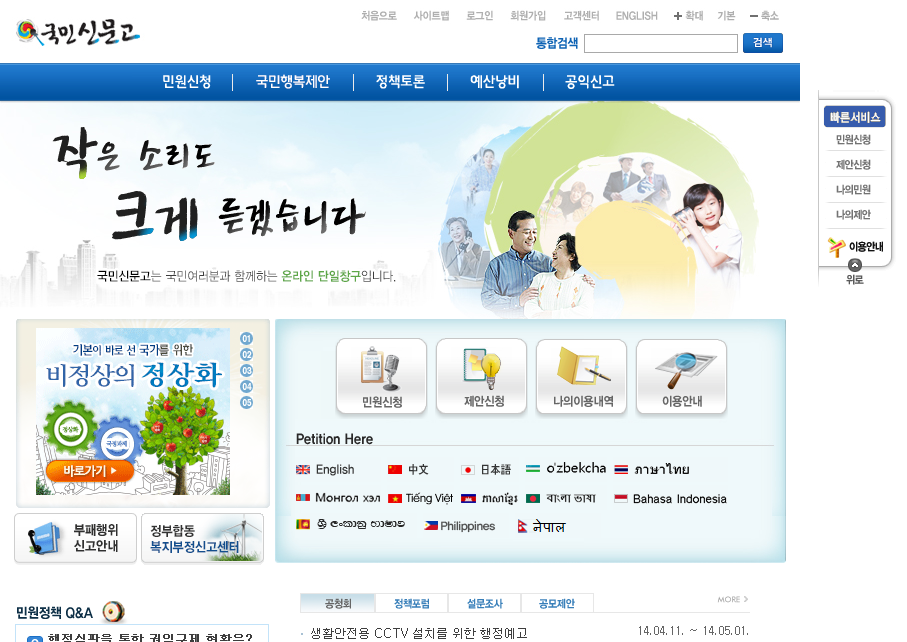 국민신문고
처음으로 사이트맵 로그인 회원가입 고객센터 ENGLISH + 확대 기본 - 축소
통합검색 검색
민원신청 국민행복제안 정책토론 예산낭비 공익신고
작은 소리도
크게 듣겠습니다
국민신문고는 국민여러분과 함께하는 온라인 단일창구입니다.
빠른서비스
민원신청
제안신청
나의민원
나의제안
이용안내
위로
기본이 바로 선 국가를 위한
비정상의 정상화
정상화
국정과제
바로가기
01
02
03
04
05
민원신청 제안신청 나의이용내역 이용안내
Petition Here
English 中文 日本語 o'zbekcha ภาษาไทย
Монгол хэл Tiếng Việt ភាសាខ្មែរ বাংলা ভাষা Bahasa Indonesia
ශ්‍රී ලංකානු භාෂාව Philippines नेपाल
부패행위
신고안내
정부합동
복지부정신고센터
민원정책 Q&A
행정심판을 통한 권익구제 현황은?
공청회 정책포럼 설문조사 공모제안 MORE >
· 생활안전용 CCTV 설치를 위한 행정예고 14.04.11. ~ 14.05.01.